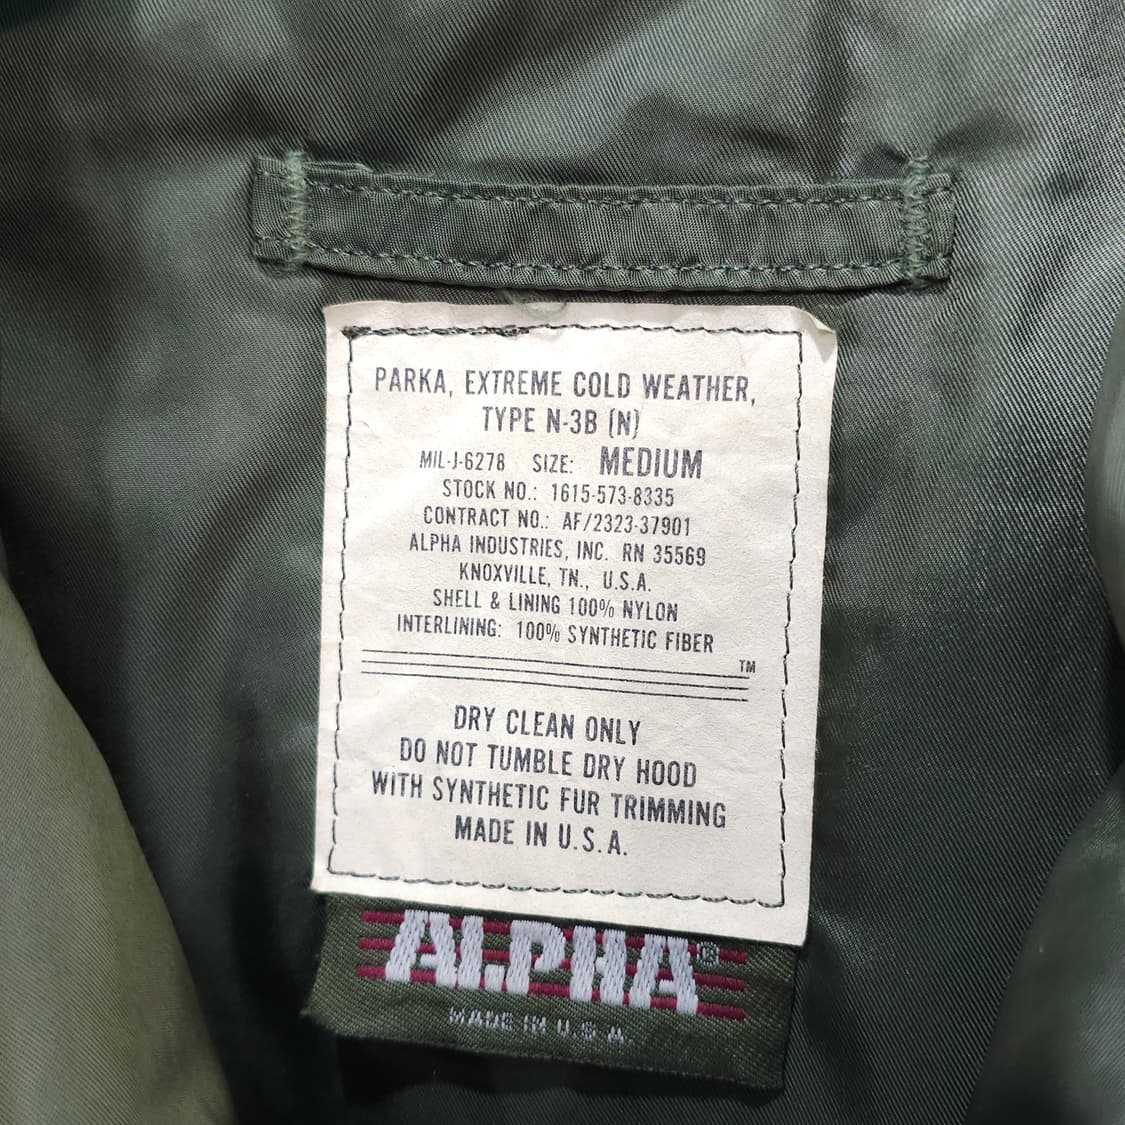 PARKA, EXTREME COLD WEATHER,
TYPE N-3B (N)
MIL-J-6278 SIZE: MEDIUM
STOCK NO.: 1615-573-8335
CONTRACT NO.: AF/2323-37901
ALPHA INDUSTRIES, INC. RN 35569
KNOXVILLE, TN., U.S.A.
SHELL & LINING 100% NYLON
INTERLINING: 100% SYNTHETIC FIBER
TM
DRY CLEAN ONLY
DO NOT TUMBLE DRY HOOD
WITH SYNTHETIC FUR TRIMMING
MADE IN U.S.A.
ALPHA®
MADE IN U.S.A.